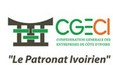 CGECI
CONFEDERATION GENERALE DES
ENTREPRISES DE CÔTE D'IVOIRE
"Le Patronat Ivoirien"